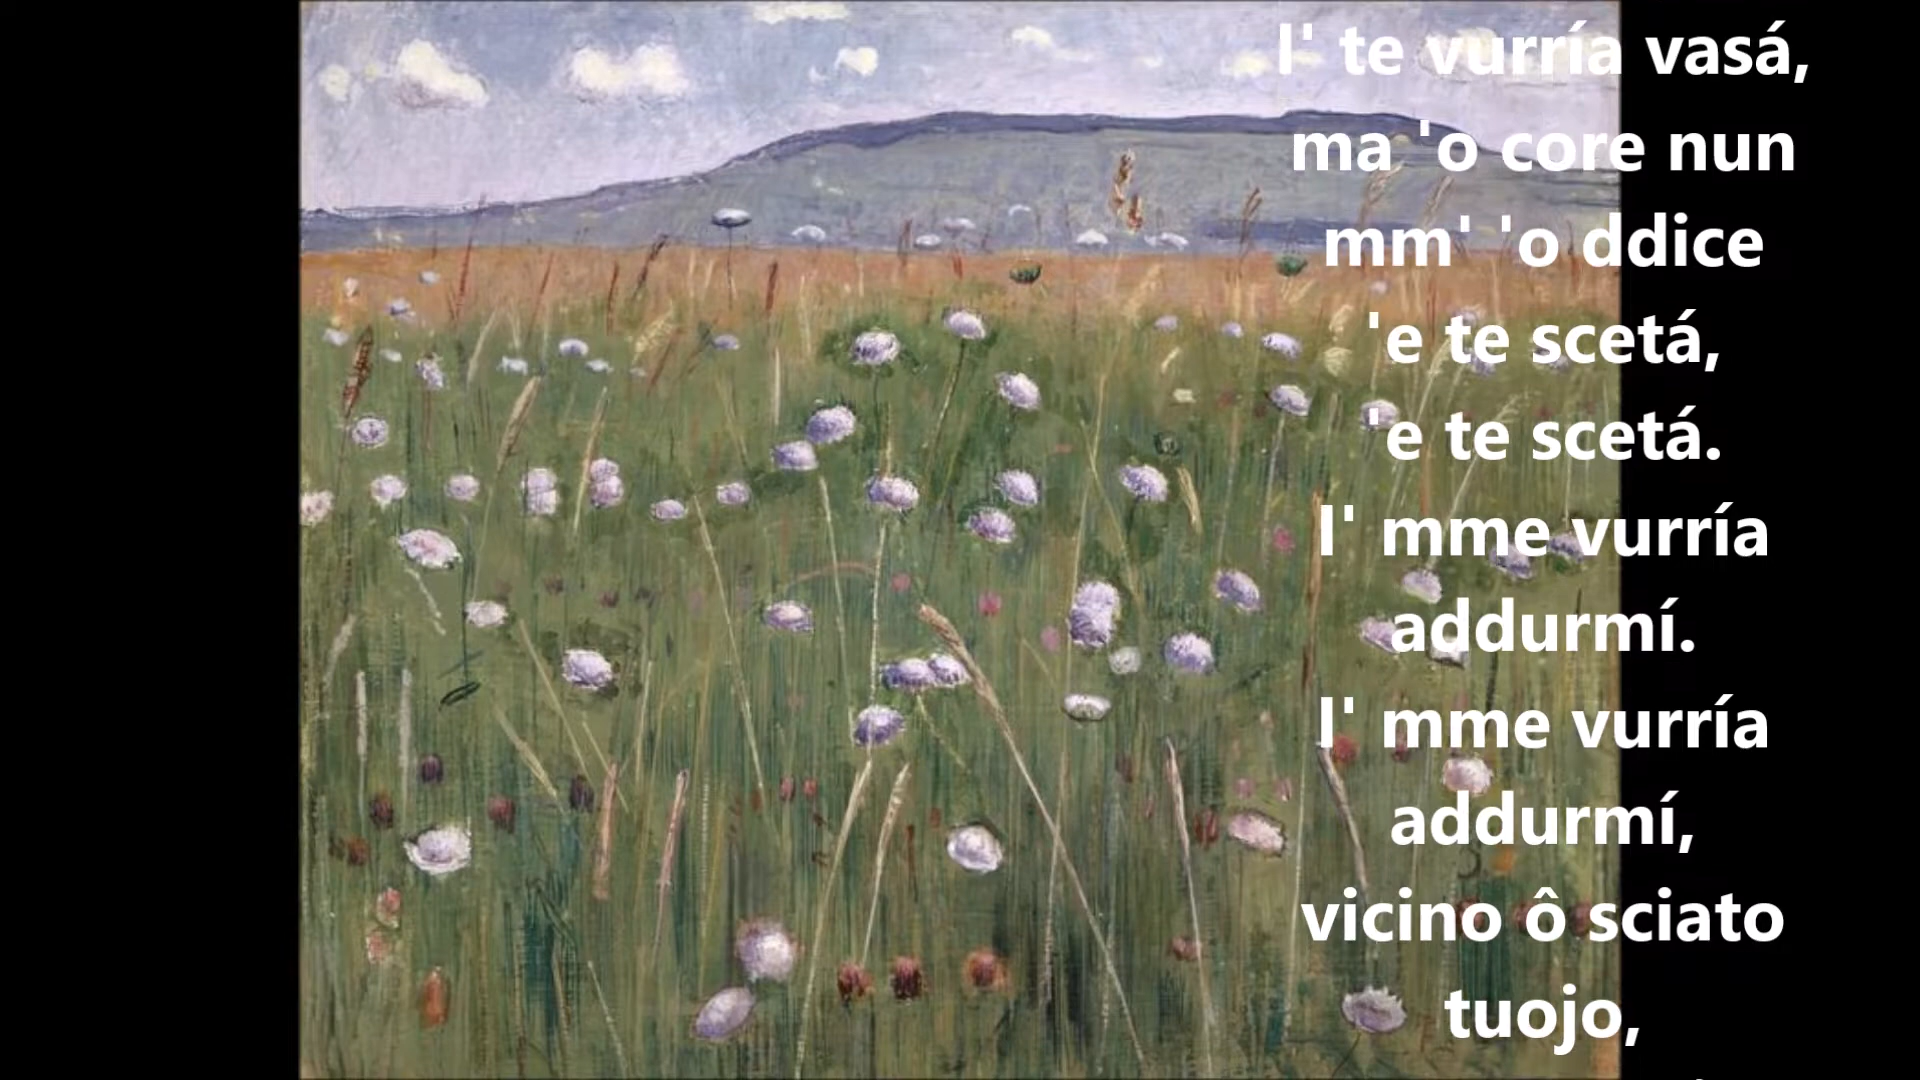 I' te vurría vasá,
ma 'o core nun
mm' 'o ddice
'e te scetá,
'e te scetá.
I' mme vurría
addurmí.
I' mme vurría
addurmí,
vicino ô sciato
tuojo,